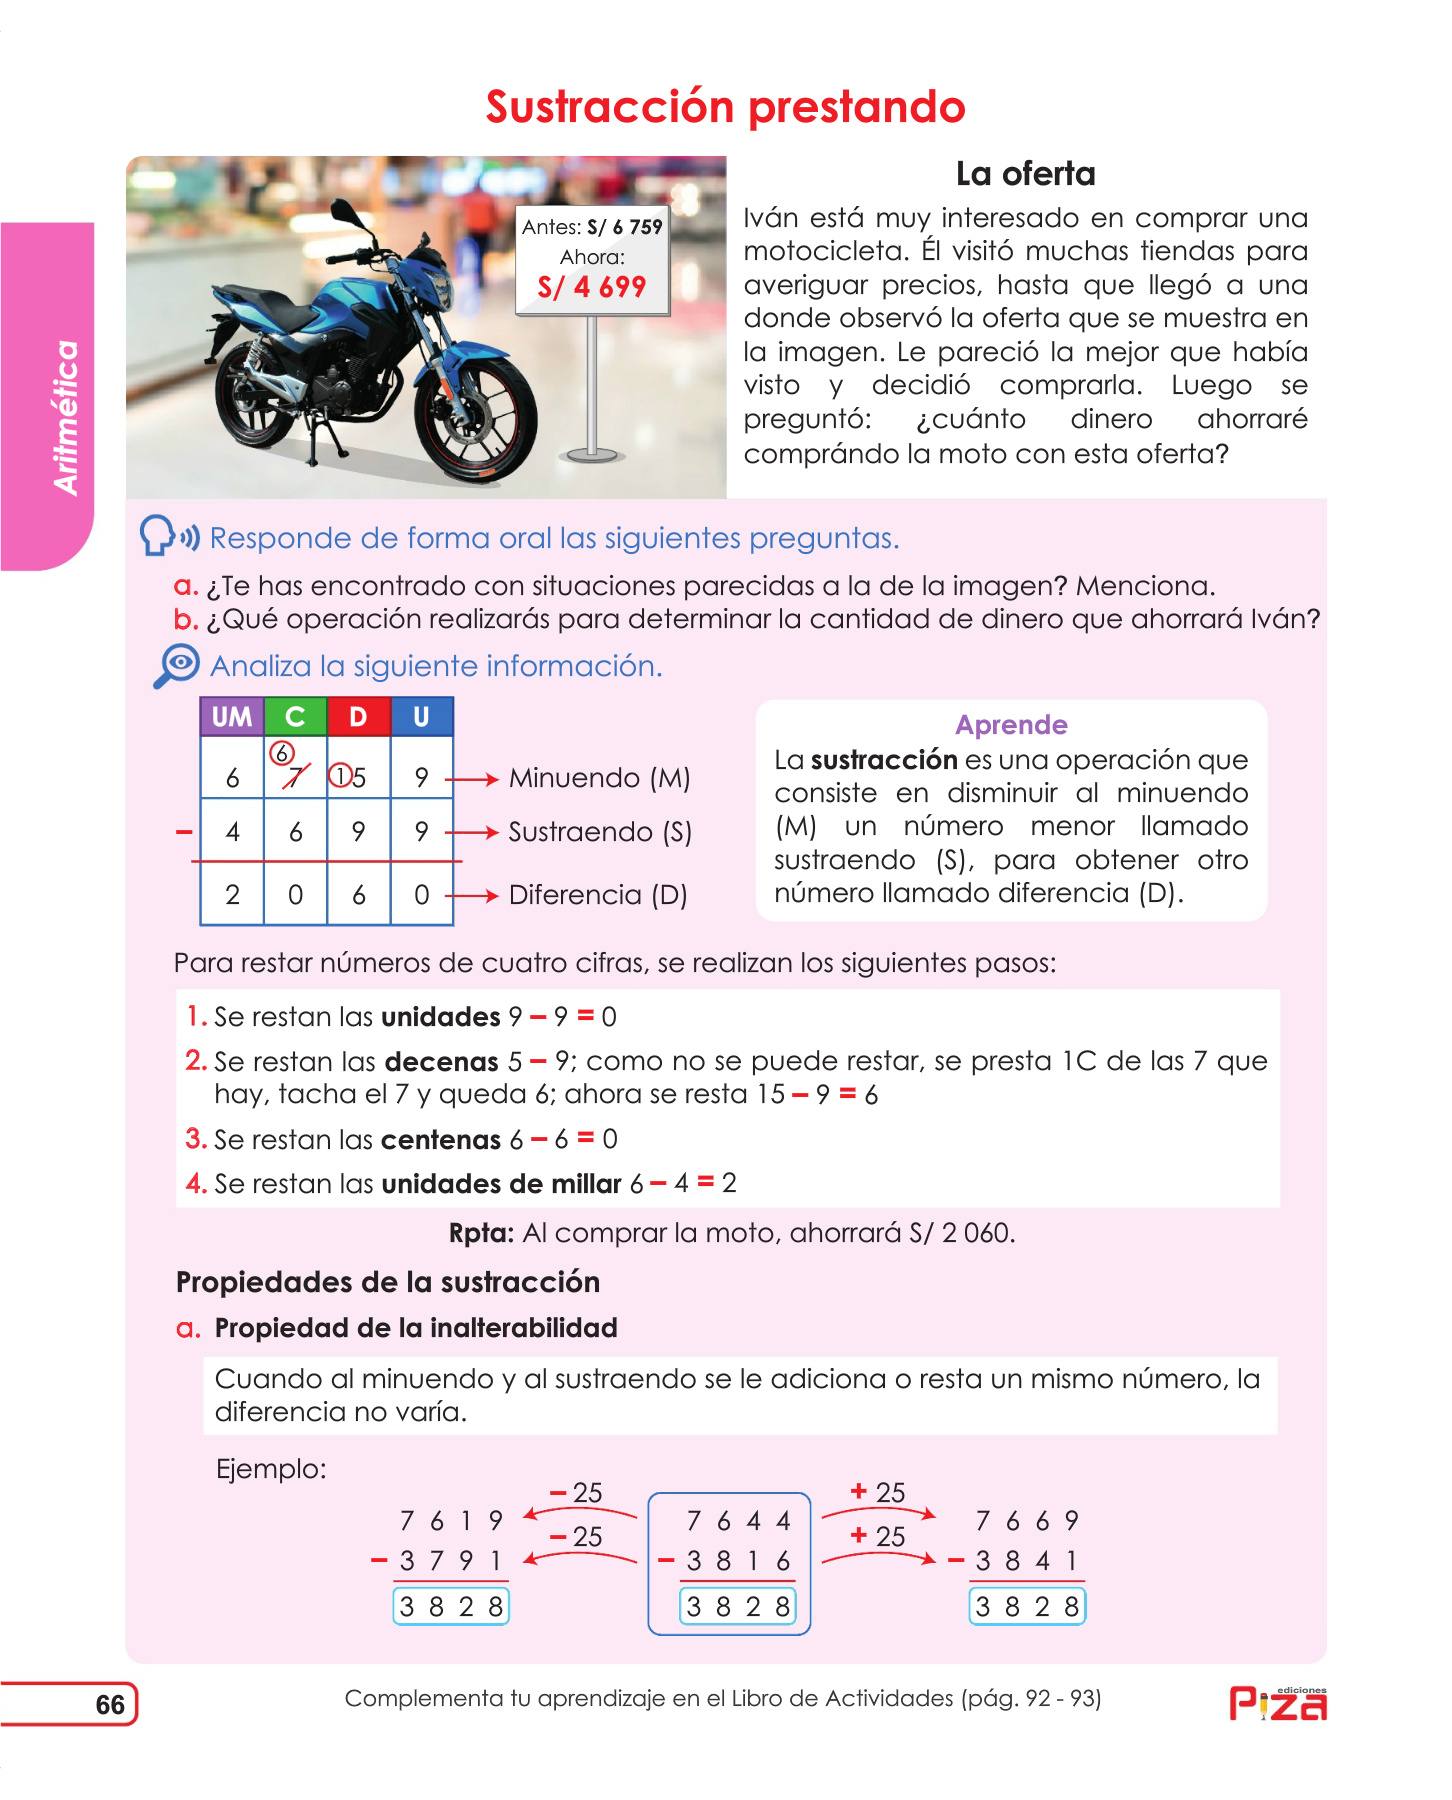 Sustracción prestando
Antes: S/ 6 759
Ahora:
S/ 4 699
La oferta
Iván está muy interesado en comprar una
motocicleta. Él visitó muchas tiendas para
averiguar precios, hasta que llegó a una
donde observó la oferta que se muestra en
la imagen. Le pareció la mejor que había
visto y decidió comprarla. Luego se
preguntó: ¿cuánto dinero ahorraré
comprándo la moto con esta oferta?
Aritmética
Responde de forma oral las siguientes preguntas.
a. ¿Te has encontrado con situaciones parecidas a la de la imagen? Menciona.
b. ¿Qué operación realizarás para determinar la cantidad de dinero que ahorrará Iván?
Analiza la siguiente información.
UM C D U
6
6 7 15 9 Minuendo (M)
– 4 6 9 9 Sustraendo (S)
2 0 6 0 Diferencia (D)
Aprende
La sustracción es una operación que
consiste en disminuir al minuendo
(M) un número menor llamado
sustraendo (S), para obtener otro
número llamado diferencia (D).
Para restar números de cuatro cifras, se realizan los siguientes pasos:
1. Se restan las unidades 9 – 9 = 0
2. Se restan las decenas 5 – 9; como no se puede restar, se presta 1C de las 7 que
hay, tacha el 7 y queda 6; ahora se resta 15 – 9 = 6
3. Se restan las centenas 6 – 6 = 0
4. Se restan las unidades de millar 6 – 4 = 2
Rpta: Al comprar la moto, ahorrará S/ 2 060.
Propiedades de la sustracción
a. Propiedad de la inalterabilidad
Cuando al minuendo y al sustraendo se le adiciona o resta un mismo número, la
diferencia no varía.
Ejemplo:
– 25 + 25
7 6 1 9 7 6 4 4 7 6 6 9
– 25 + 25
– 3 7 9 1 – 3 8 1 6 – 3 8 4 1
3 8 2 8 3 8 2 8 3 8 2 8
66
Complementa tu aprendizaje en el Libro de Actividades (pág. 92 - 93)
ediciones
Piza